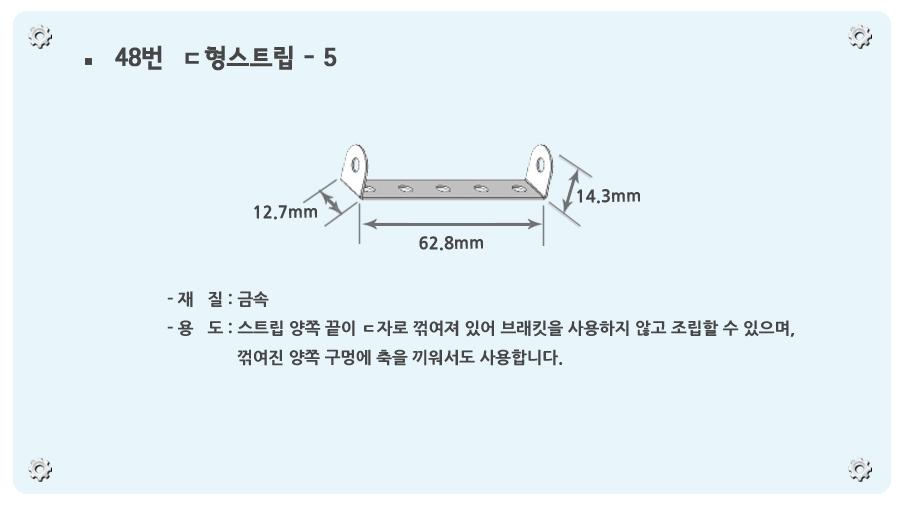 ▪ 48번 ㄷ형스트립 - 5
12.7mm
14.3mm
62.8mm
- 재 질 : 금속
- 용 도 : 스트립 양쪽 끝이 ㄷ자로 꺾여져 있어 브래킷을 사용하지 않고 조립할 수 있으며,
꺾여진 양쪽 구멍에 축을 끼워서도 사용합니다.